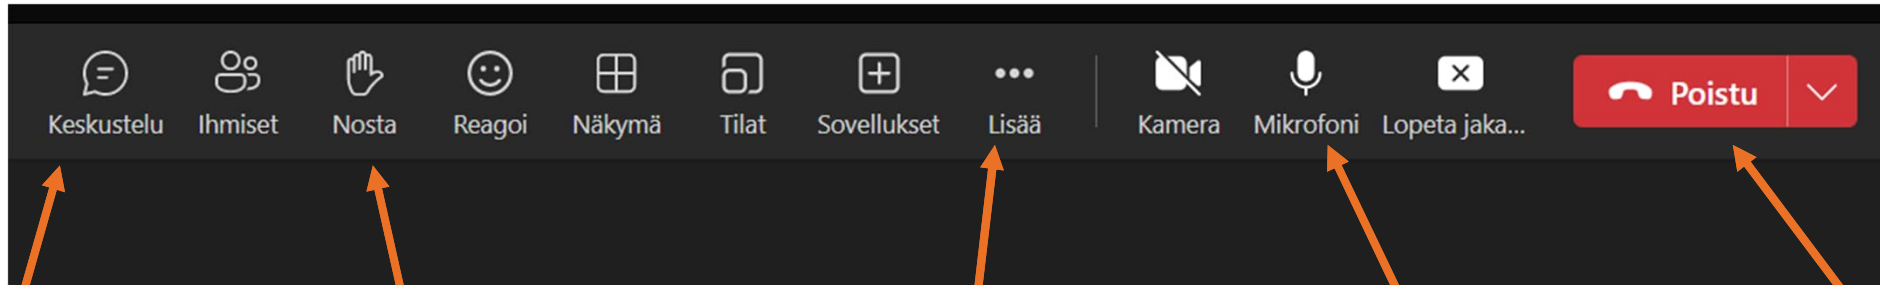 Keskustelu Ihmiset Nosta Reagoi Näkymä Tilat Sovellukset Lisää Kamera Mikrofoni Lopeta jaka... Poistu